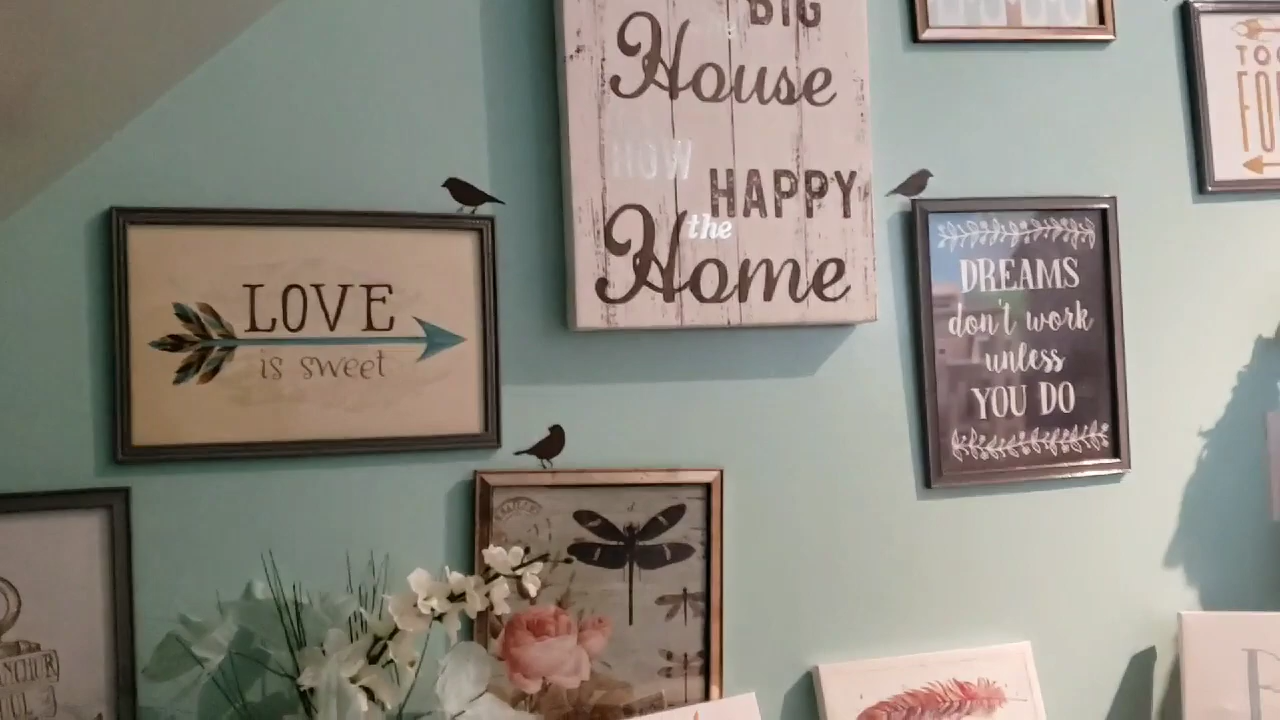 BIG
House
HOW
HAPPY
the
Home
LOVE
is sweet
DREAMS
don't work
unless
YOU DO